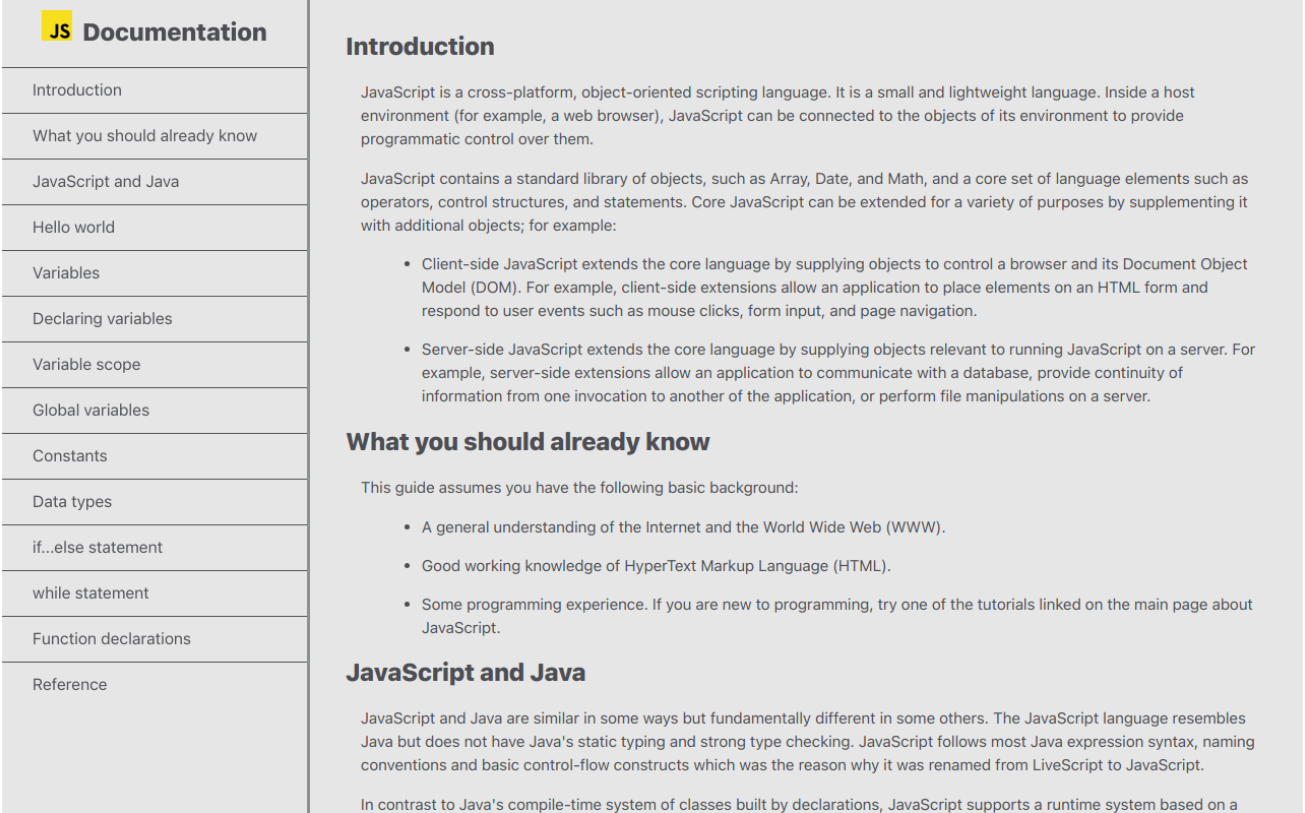 JS Documentation
Introduction
What you should already know
JavaScript and Java
Hello world
Variables
Declaring variables
Variable scope
Global variables
Constants
Data types
if...else statement
while statement
Function declarations
Reference
Introduction
JavaScript is a cross-platform, object-oriented scripting language. It is a small and lightweight language. Inside a host
environment (for example, a web browser), JavaScript can be connected to the objects of its environment to provide
programmatic control over them.
JavaScript contains a standard library of objects, such as Array, Date, and Math, and a core set of language elements such as
operators, control structures, and statements. Core JavaScript can be extended for a variety of purposes by supplementing it
with additional objects; for example:
• Client-side JavaScript extends the core language by supplying objects to control a browser and its Document Object
Model (DOM). For example, client-side extensions allow an application to place elements on an HTML form and
respond to user events such as mouse clicks, form input, and page navigation.
• Server-side JavaScript extends the core language by supplying objects relevant to running JavaScript on a server. For
example, server-side extensions allow an application to communicate with a database, provide continuity of
information from one invocation to another of the application, or perform file manipulations on a server.
What you should already know
This guide assumes you have the following basic background:
• A general understanding of the Internet and the World Wide Web (WWW).
• Good working knowledge of HyperText Markup Language (HTML).
• Some programming experience. If you are new to programming, try one of the tutorials linked on the main page about
JavaScript.
JavaScript and Java
JavaScript and Java are similar in some ways but fundamentally different in some others. The JavaScript language resembles
Java but does not have Java's static typing and strong type checking. JavaScript follows most Java expression syntax, naming
conventions and basic control-flow constructs which was the reason why it was renamed from LiveScript to JavaScript.
In contrast to Java's compile-time system of classes built by declarations, JavaScript supports a runtime system based on a